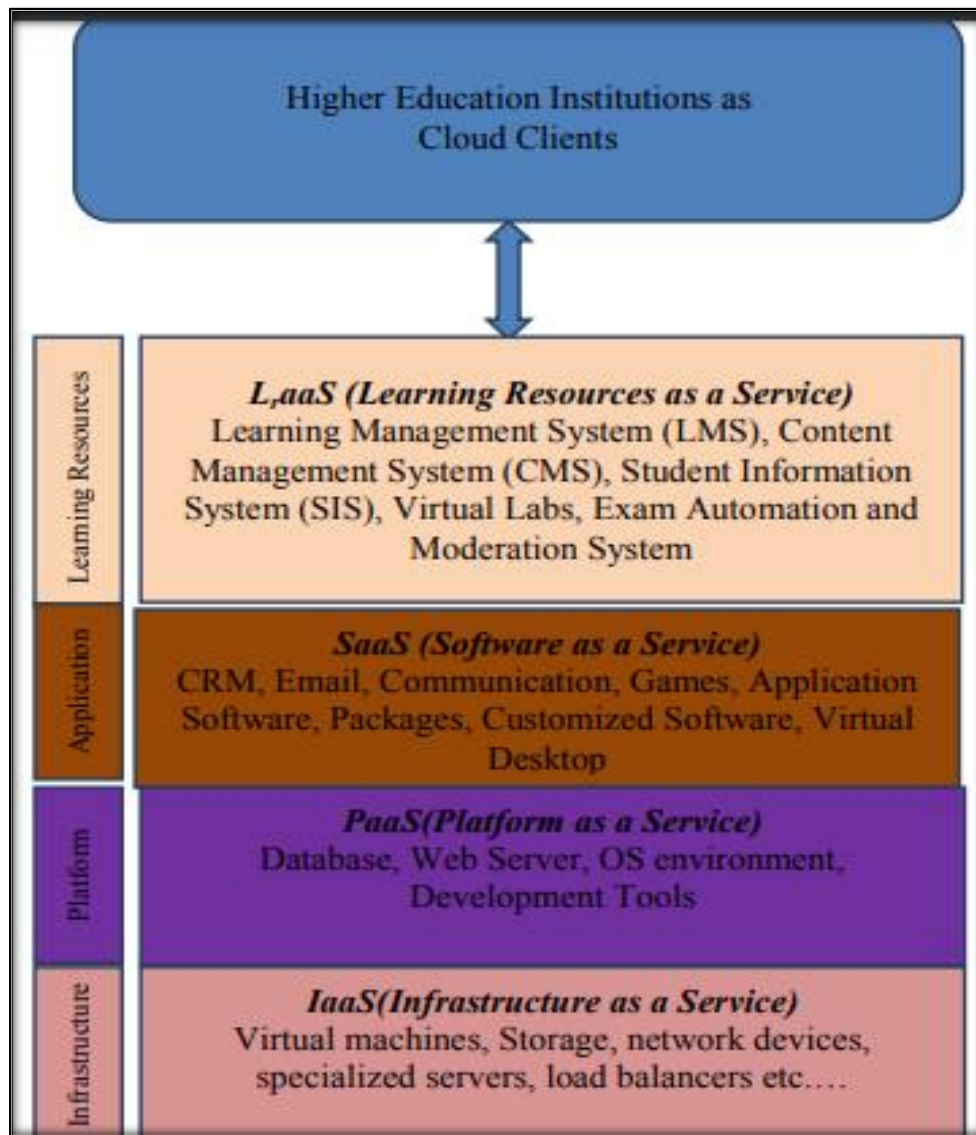 Higher Education Institutions as
Cloud Clients
Learning Resources
LraaS (Learning Resources as a Service)
Learning Management System (LMS), Content
Management System (CMS), Student Information
System (SIS), Virtual Labs, Exam Automation and
Moderation System
Application
SaaS (Software as a Service)
CRM, Email, Communication, Games, Application
Software, Packages, Customized Software, Virtual
Desktop
Platform
PaaS(Platform as a Service)
Database, Web Server, OS environment,
Development Tools
Infrastructure
IaaS(Infrastructure as a Service)
Virtual machines, Storage, network devices,
specialized servers, load balancers etc....